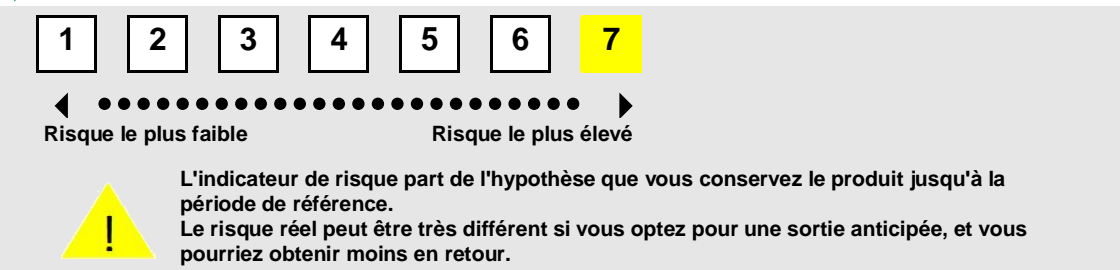 1 2 3 4 5 6 7
Risque le plus faible Risque le plus élevé
L'indicateur de risque part de l'hypothèse que vous conservez le produit jusqu'à la
période de référence.
Le risque réel peut être très différent si vous optez pour une sortie anticipée, et vous
pourriez obtenir moins en retour.
!